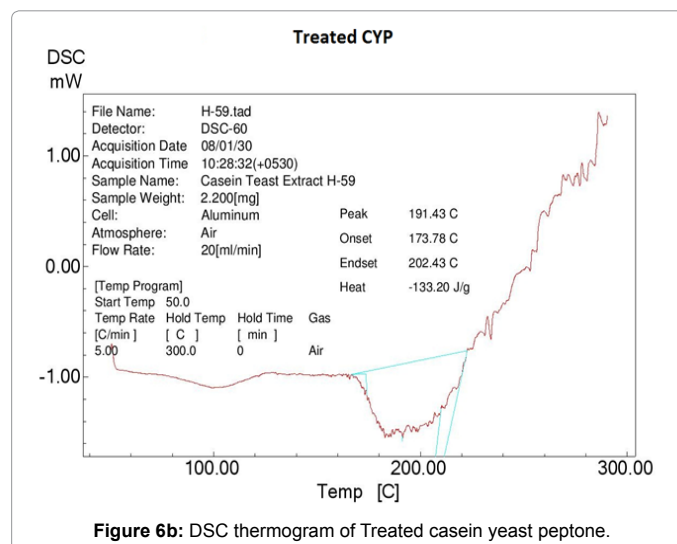 Treated CYP
DSC
mW
File Name: H-59.tad
Detector: DSC-60
Acquisition Date 08/01/30
Acquisition Time 10:28:32(+0530)
Sample Name: Casein Teast Extract H-59
Sample Weight: 2.200[mg]
Cell: Aluminum
Atmosphere: Air
Flow Rate: 20[ml/min]
[Temp Program]
Start Temp 50.0
Temp Rate Hold Temp Hold Time Gas
[C/min ] [ C ] [ min ]
5.00 300.0 0 Air
Peak 191.43 C
Onset 173.78 C
Endset 202.43 C
Heat -133.20 J/g
1.00
0.00
-1.00
100.00 200.00 300.00
Temp [C]
Figure 6b: DSC thermogram of Treated casein yeast peptone.